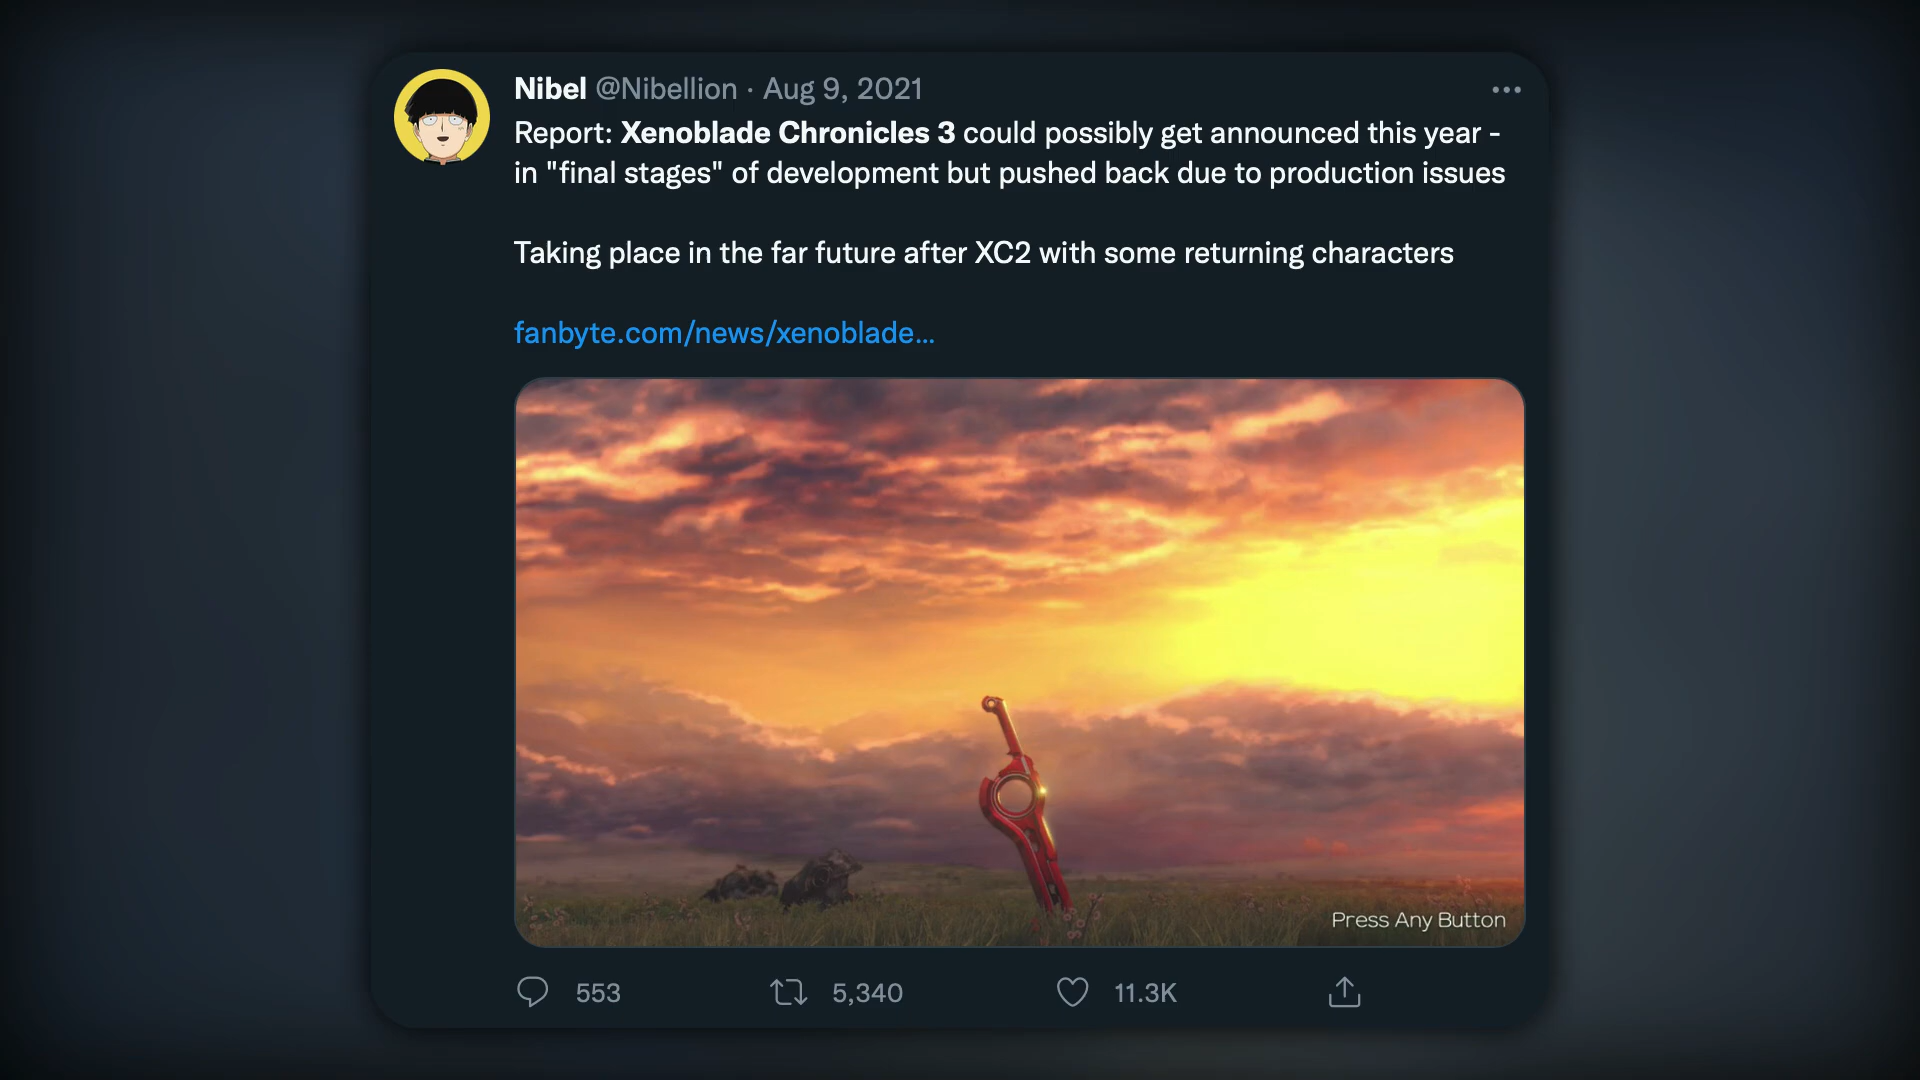 Nibel @Nibellion · Aug 9, 2021
Report: Xenoblade Chronicles 3 could possibly get announced this year -
in "final stages" of development but pushed back due to production issues
Taking place in the far future after XC2 with some returning characters
fanbyte.com/news/xenoblade...
Press Any Button
553 5,340 11.3K